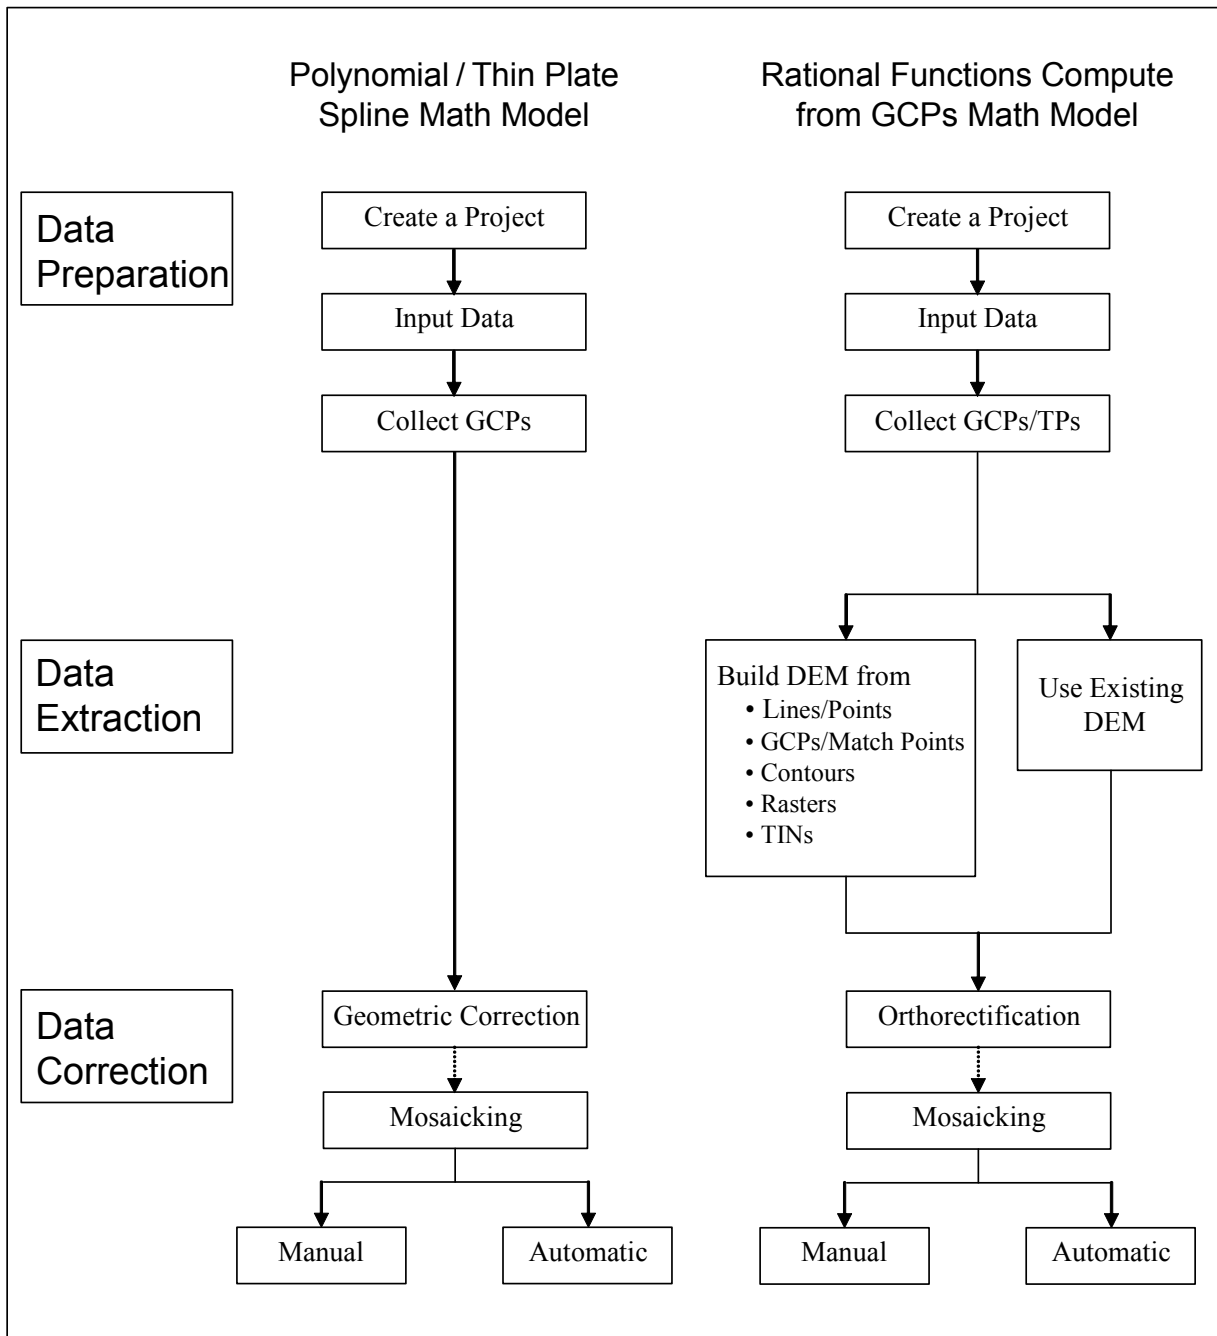 Polynomial / Thin Plate
Spline Math Model
Rational Functions Compute
from GCPs Math Model
Data
Preparation
Create a Project
Create a Project
Input Data
Input Data
Collect GCPs
Collect GCPs/TPs
Data
Extraction
Build DEM from
• Lines/Points
• GCPs/Match Points
• Contours
• Rasters
• TINs
Use Existing
DEM
Data
Correction
Geometric Correction
Orthorectification
Mosaicking
Mosaicking
Manual
Automatic
Manual
Automatic